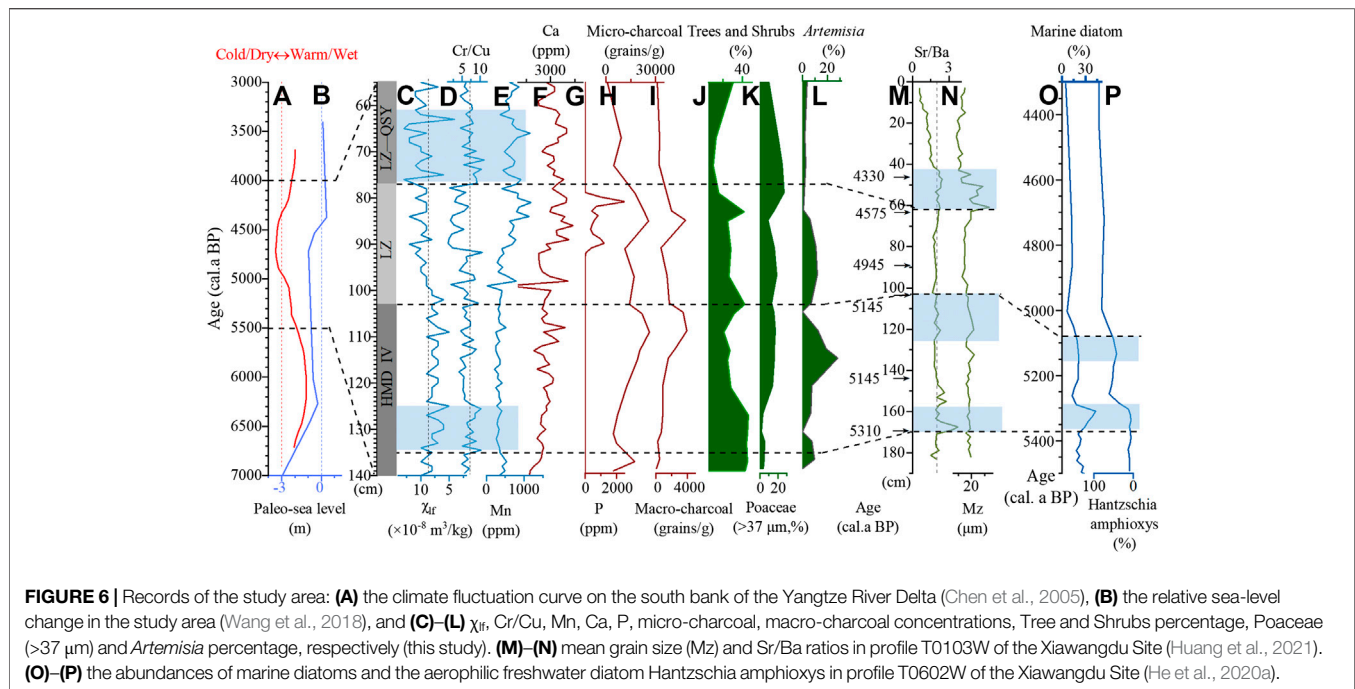 Cold/Dry↔Warm/Wet
Cr/Cu
5 10
Ca
(ppm)
3000
Micro-charcoal
(grains/g)
0 30000
Trees and Shrubs
(%)
40
Artemisia
(%)
0 20
Sr/Ba
0 3
Marine diatom
(%)
0 30
A B C D E F G H I J K L M N O P
Age (cal.a BP)
3000
3500
4000
4500
5000
5500
6000
6500
7000
-3 0
Paleo-sea level
(m)
60
70
80
90
100
110
120
130
140
(cm)
LZ—QSY
LZ
HMD IV
10 5
χlf
(×10⁻⁸ m³/kg)
0 1000
Mn
(ppm)
0 2000
P
(ppm)
0 4000
Macro-charcoal
(grains/g)
0 20
Poaceae
(>37 μm,%)
4330
4575
4945
5145
5145
5310
Age
(cal.a BP)
0
20
40
60
80
100
120
140
160
180
(cm)
20
Mz
(μm)
4400
4600
4800
5000
5200
5400
Age
(cal. a BP)
100 0
Hantzschia
amphioxys
(%)
FIGURE 6 | Records of the study area: (A) the climate fluctuation curve on the south bank of the Yangtze River Delta (Chen et al., 2005), (B) the relative sea-level
change in the study area (Wang et al., 2018), and (C)–(L) χlf, Cr/Cu, Mn, Ca, P, micro-charcoal, macro-charcoal concentrations, Tree and Shrubs percentage, Poaceae
(>37 μm) and Artemisia percentage, respectively (this study). (M)–(N) mean grain size (Mz) and Sr/Ba ratios in profile T0103W of the Xiawangdu Site (Huang et al., 2021).
(O)–(P) the abundances of marine diatoms and the aerophilic freshwater diatom Hantzschia amphioxys in profile T0602W of the Xiawangdu Site (He et al., 2020a).